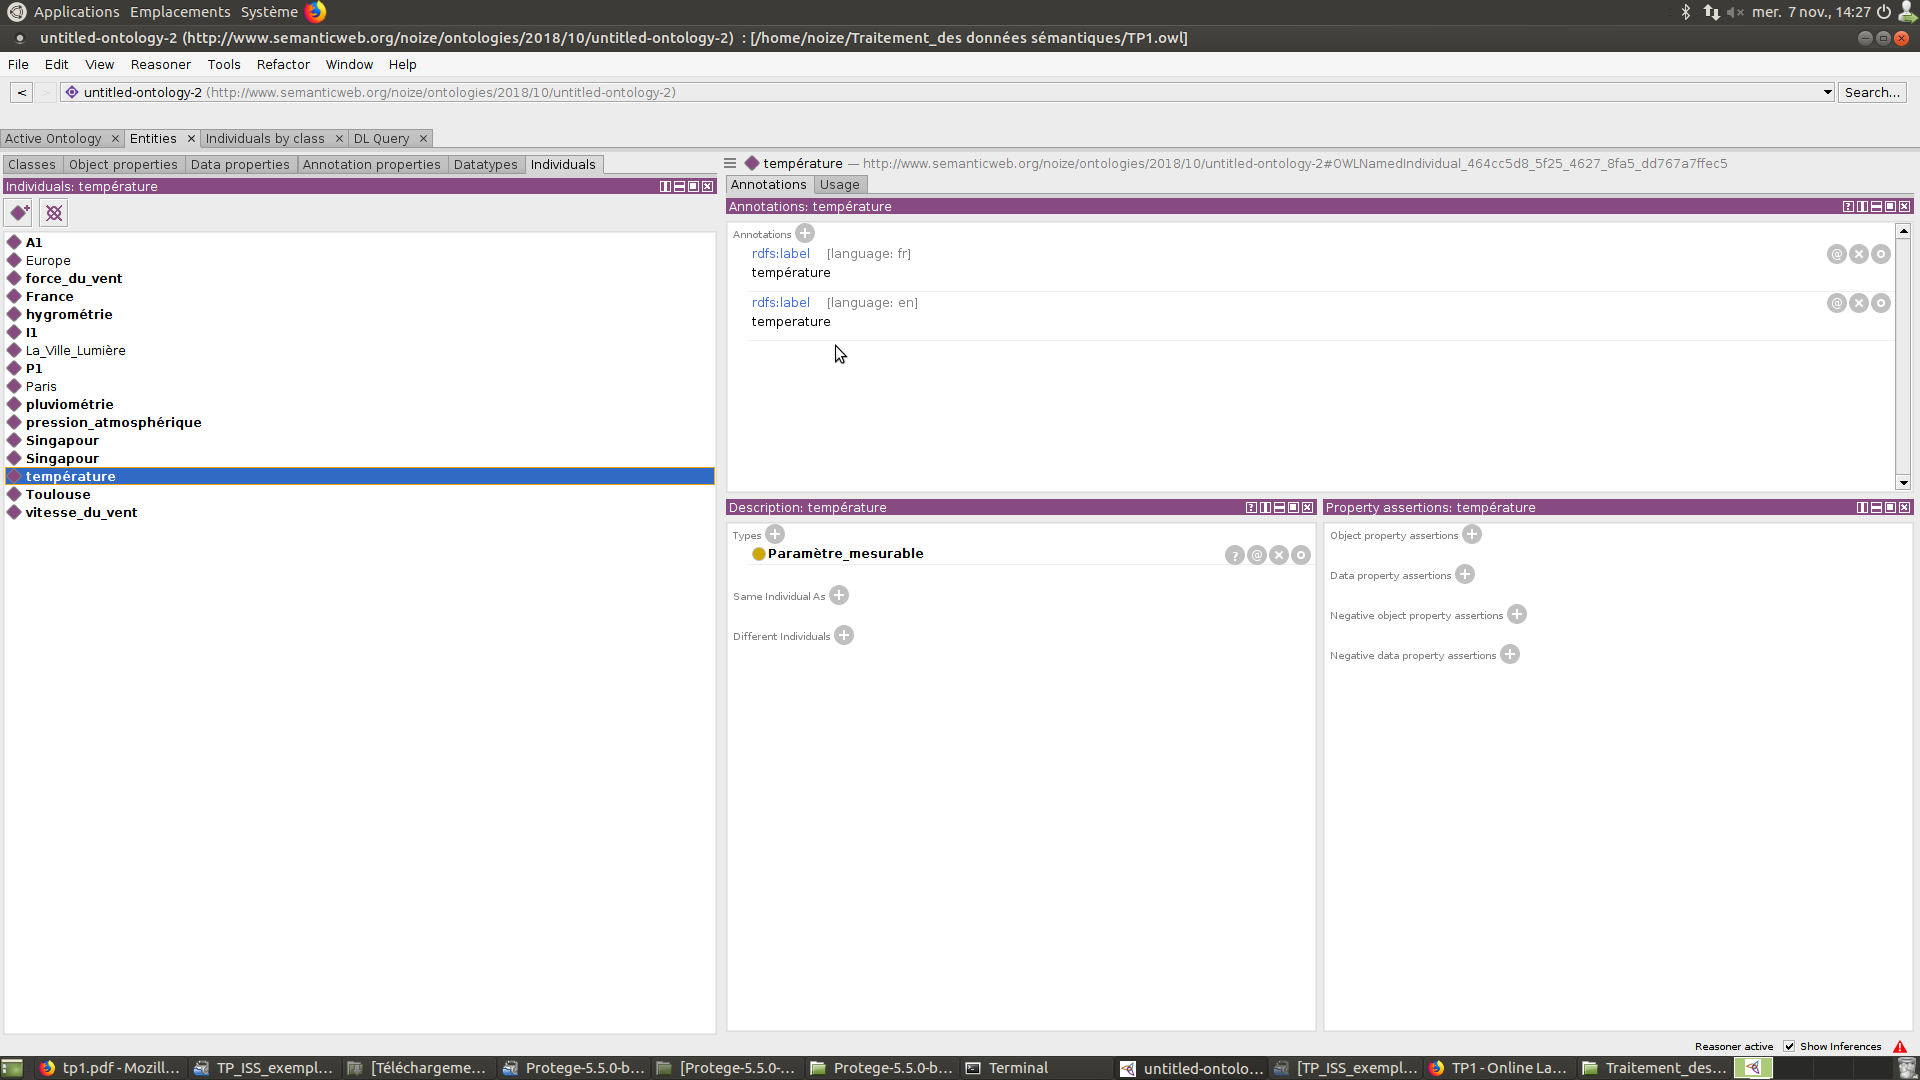 Applications Emplacements Système mer. 7 nov., 14:27
untitled-ontology-2 (http://www.semanticweb.org/noize/ontologies/2018/10/untitled-ontology-2) : [/home/noize/Traitement_des données sémantiques/TP1.owl]
File Edit View Reasoner Tools Refactor Window Help
< > untitled-ontology-2 (http://www.semanticweb.org/noize/ontologies/2018/10/untitled-ontology-2) Search...
Active Ontology × Entities × Individuals by class × DL Query ×
Classes Object properties Data properties Annotation properties Datatypes Individuals
température — http://www.semanticweb.org/noize/ontologies/2018/10/untitled-ontology-2#OWLNamedIndividual_464cc5d8_5f25_4627_8fa5_dd767a7ffec5
Individuals: température
A1
Europe
force_du_vent
France
hygrométrie
I1
La_Ville_Lumière
P1
Paris
pluviométrie
pression_atmosphérique
Singapour
Singapour
température
Toulouse
vitesse_du_vent
Annotations Usage
Annotations: température
Annotations
rdfs:label [language: fr]
température
rdfs:label [language: en]
temperature
Description: température
Types
Paramètre_mesurable
Same Individual As
Different Individuals
Property assertions: température
Object property assertions
Data property assertions
Negative object property assertions
Negative data property assertions
Reasoner active Show Inferences
tp1.pdf - Mozill... TP_ISS_exempl... [Téléchargeme... Protege-5.5.0-b... [Protege-5.5.0-... Protege-5.5.0-b... Terminal untitled-ontolo... [TP_ISS_exempl... TP1 - Online La... Traitement_des...